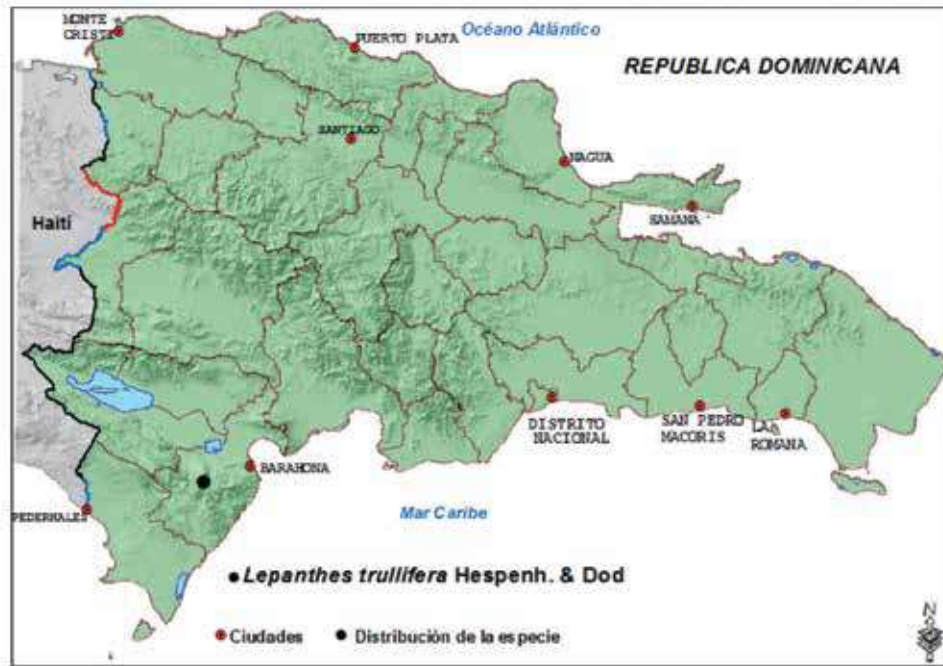 MONTE
CRISTI
PUERTO PLATA
Océano Atlántico
REPUBLICA DOMINICANA
SANTIAGO
NAGUA
SAMANA
Haití
DISTRITO
NACIONAL
SAN PEDRO
MACORIS
LA
ROMANA
BARAHONA
PEDERNALES
Mar Caribe
Lepanthes trullifera Hespenh. & Dod
Ciudades
Distribución de la especie